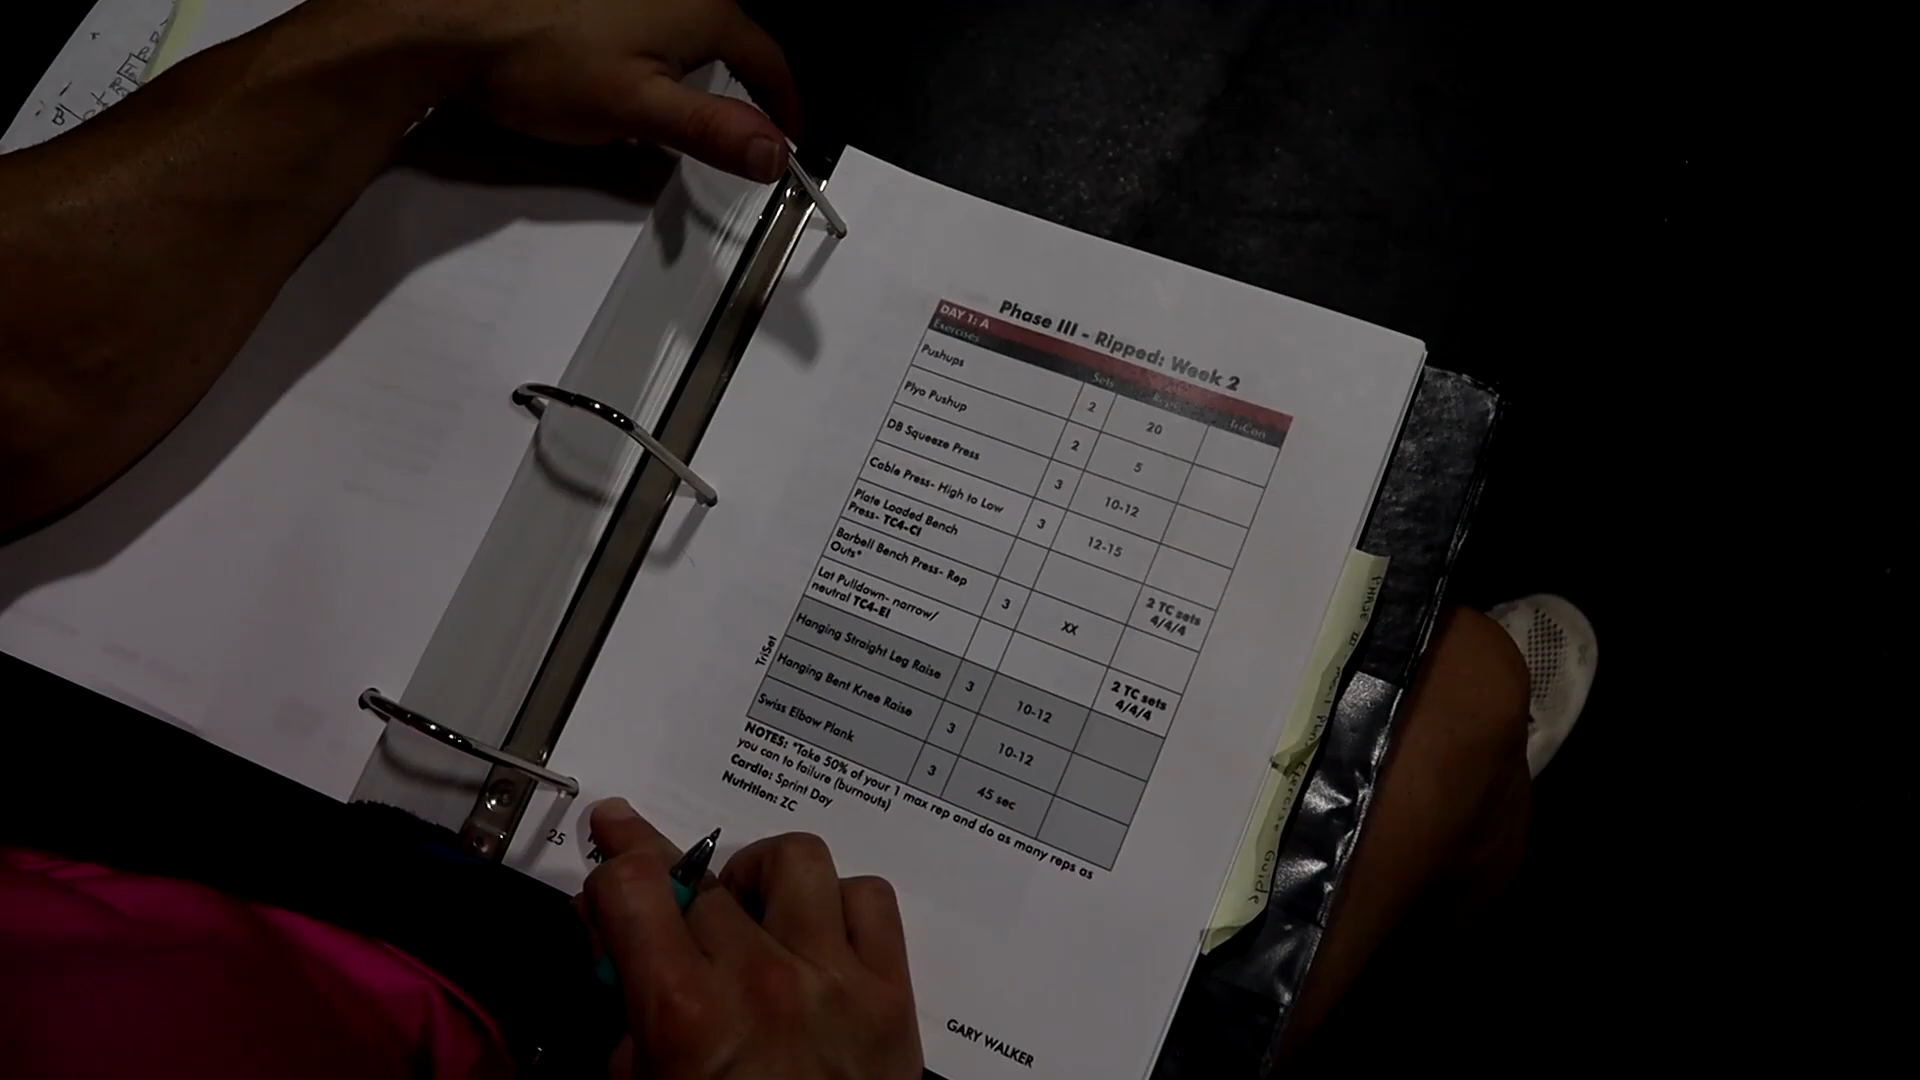 Phase III - Ripped: Week 2
DAY 1: A
Exercises Sets Reps TriCon
Pushups 2 20
Plyo Pushup 2 5
DB Squeeze Press 3 10-12
Cable Press- High to Low 3 12-15
Plate Loaded Bench
Press- TC4-CI 2 TC sets
4/4/4
Barbell Bench Press- Rep
Outs* 3 XX
Lat Pulldown- narrow/
neutral TC4-EI 2 TC sets
4/4/4
TriSet
Hanging Straight Leg Raise 3 10-12
Hanging Bent Knee Raise 3 10-12
Swiss Elbow Plank 3 45 sec
NOTES: *Take 50% of your 1 max rep and do as many reps as
you can to failure (burnouts)
Cardio: Sprint Day
Nutrition: ZC
25
GARY WALKER
Exercise Guide